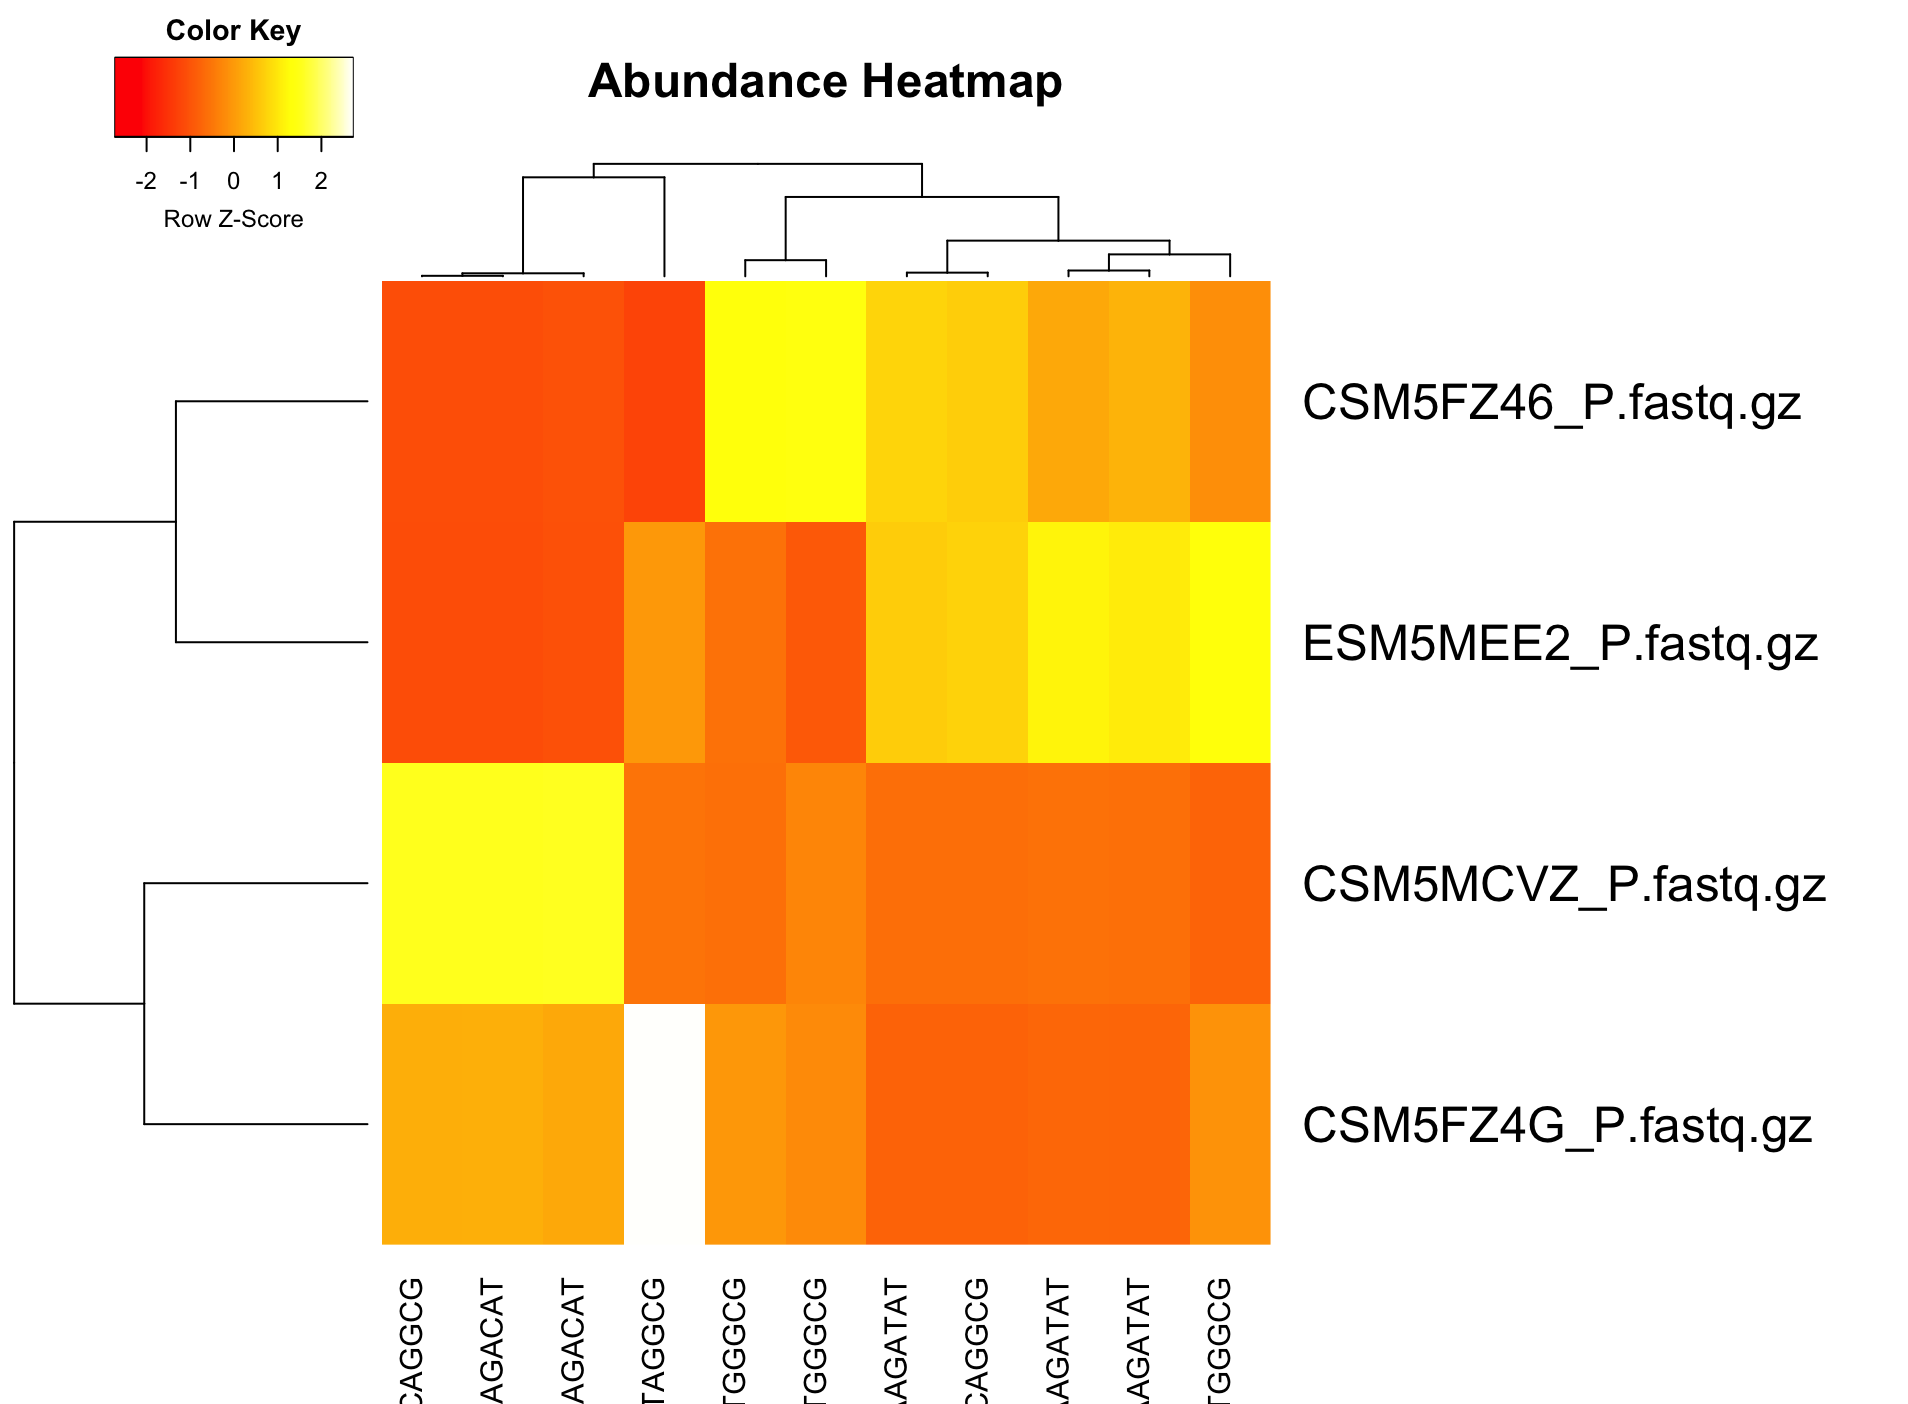 Color Key
-2 -1 0 1 2
Row Z-Score
Abundance Heatmap
CSM5FZ46_P.fastq.gz
ESM5MEE2_P.fastq.gz
CSM5MCVZ_P.fastq.gz
CSM5FZ4G_P.fastq.gz
CAGGCG
AGACAT
AGACAT
TAGGCG
TGGGCG
TGGGCG
AGATAT
CAGGCG
AGATAT
AGATAT
TGGGCG